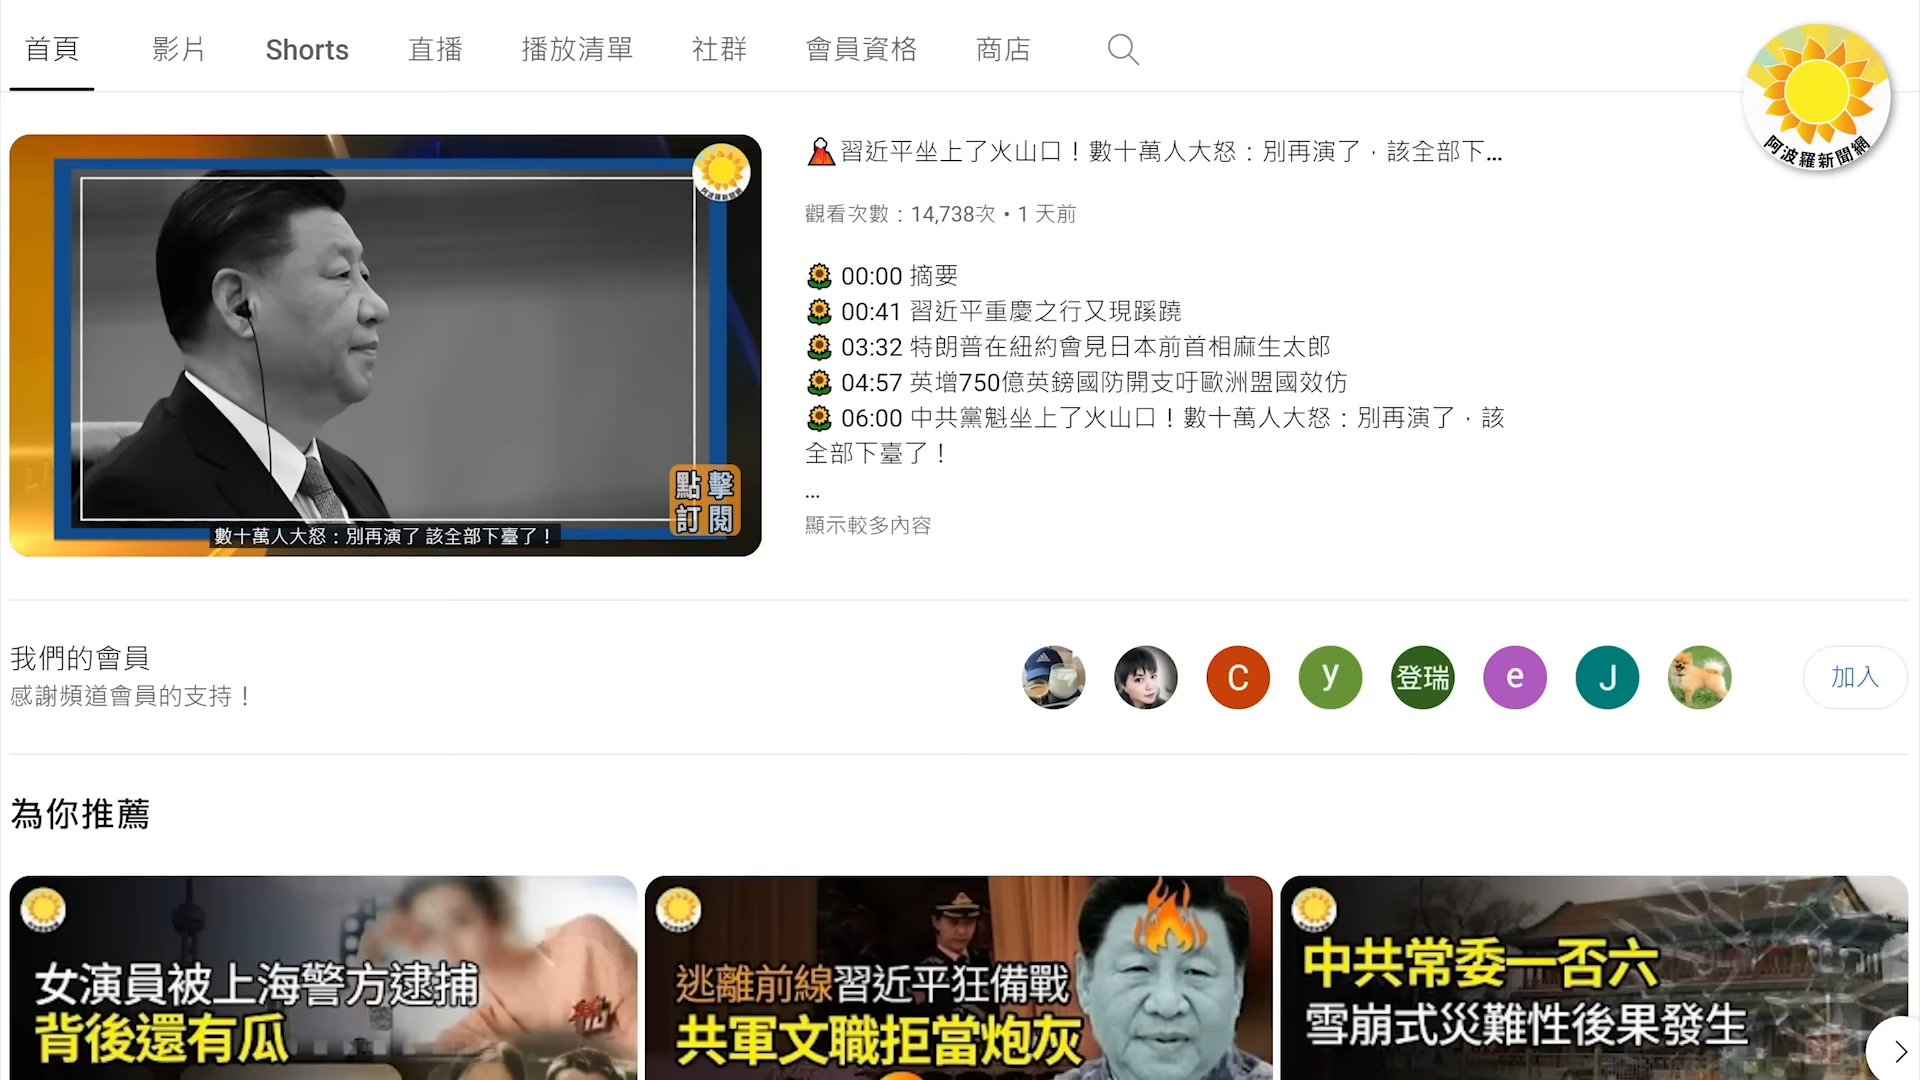 首頁
影片
Shorts
直播
播放清單
社群
會員資格
商店
阿波羅新聞網
🌋習近平坐上了火山口！數十萬人大怒：別再演了，該全部下...
觀看次數：14,738次 • 1 天前
🌻 00:00 摘要
🌻 00:41 習近平重慶之行又現蹊蹺
🌻 03:32 特朗普在紐約會見日本前首相麻生太郎
🌻 04:57 英增750億英鎊國防開支吁歐洲盟國效仿
🌻 06:00 中共黨魁坐上了火山口！數十萬人大怒：別再演了，該
全部下臺了！
...
顯示較多內容
點擊
訂閱
數十萬人大怒：別再演了 該全部下臺了！
我們的會員
感謝頻道會員的支持！
C
y
登瑞
e
J
加入
為你推薦
女演員被上海警方逮捕
背後還有瓜
逃離前線習近平狂備戰
共軍文職拒當炮灰
中共常委一否六
雪崩式災難性後果發生